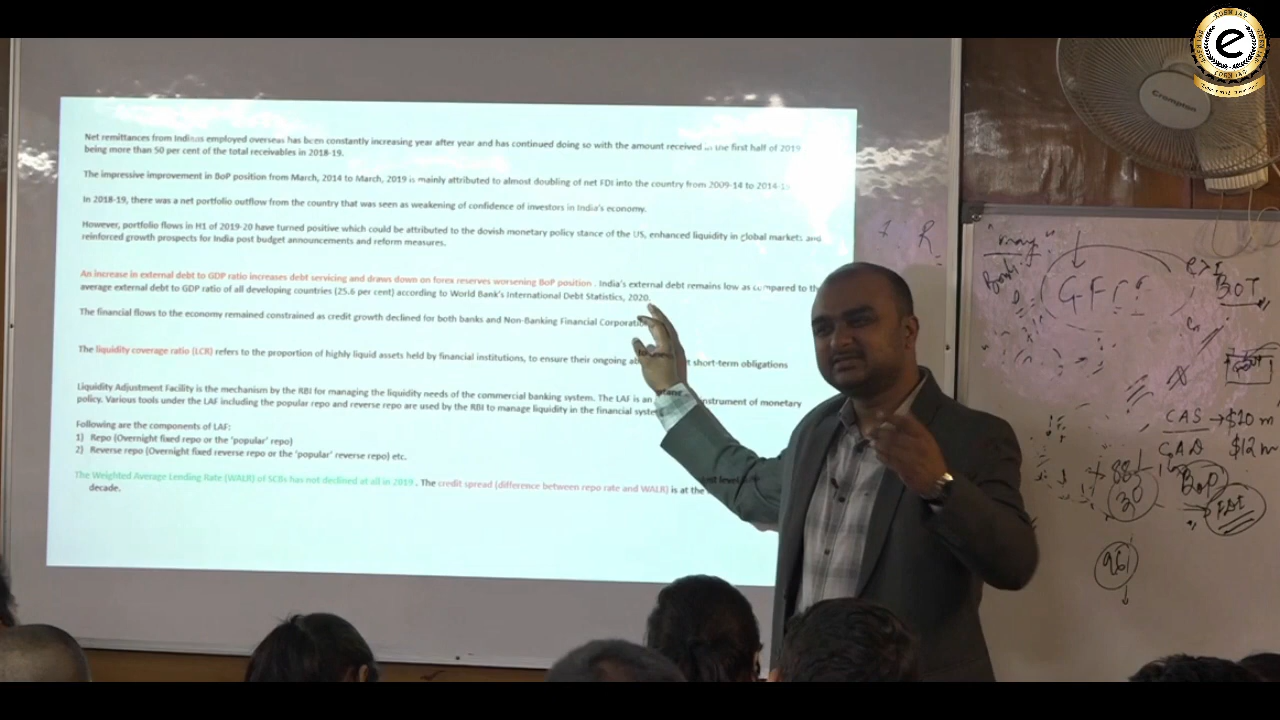 Net remittances from Indians employed overseas has been constantly increasing year after year and has continued doing so with the amount received in the first half of 2019
being more than 50 per cent of the total receivables in 2018-19.
The impressive improvement in BoP position from March, 2014 to March, 2019 is mainly attributed to almost doubling of net FDI into the country from 2009-14 to 2014-
In 2018-19, there was a net portfolio outflow from the country that was seen as weakening of confidence of investors in India's economy.
However, portfolio flows in H1 of 2019-20 have turned positive which could be attributed to the dovish monetary policy stance of the US, enhanced liquidity in global markets and
reinforced growth prospects for India post budget announcements and reform measures.
An increase in external debt to GDP ratio increases debt servicing and draws down on forex reserves worsening BoP position . India's external debt remains low as compared to the
average external debt to GDP ratio of all developing countries (25.6 per cent) according to World Bank's International Debt Statistics, 2020.
The financial flows to the economy remained constrained as credit growth declined for both banks and Non-Banking Financial
The liquidity coverage ratio (LCR) refers to the proportion of highly liquid assets held by financial institutions, to ensure their ongoing short-term obligations
Liquidity Adjustment Facility is the mechanism by the RBI for managing the liquidity needs of the commercial banking system. The LAF is an instrument of monetary
policy. Various tools under the LAF including the popular repo and reverse repo are used by the RBI to manage liquidity in the financial
Following are the components of LAF:
1) Repo (Overnight fixed repo or the 'popular' repo)
2) Reverse repo (Overnight fixed reverse repo or the 'popular' reverse repo) etc.
The Weighted Average Lending Rate (WALR) of SCBs has not declined at all in 2019 . The credit spread (difference between repo rate and WALR) is at the
decade.
R
"may"
BOT
CAS → $20 m
CAD $12 m
BoP
FDI
30
e
Crompton